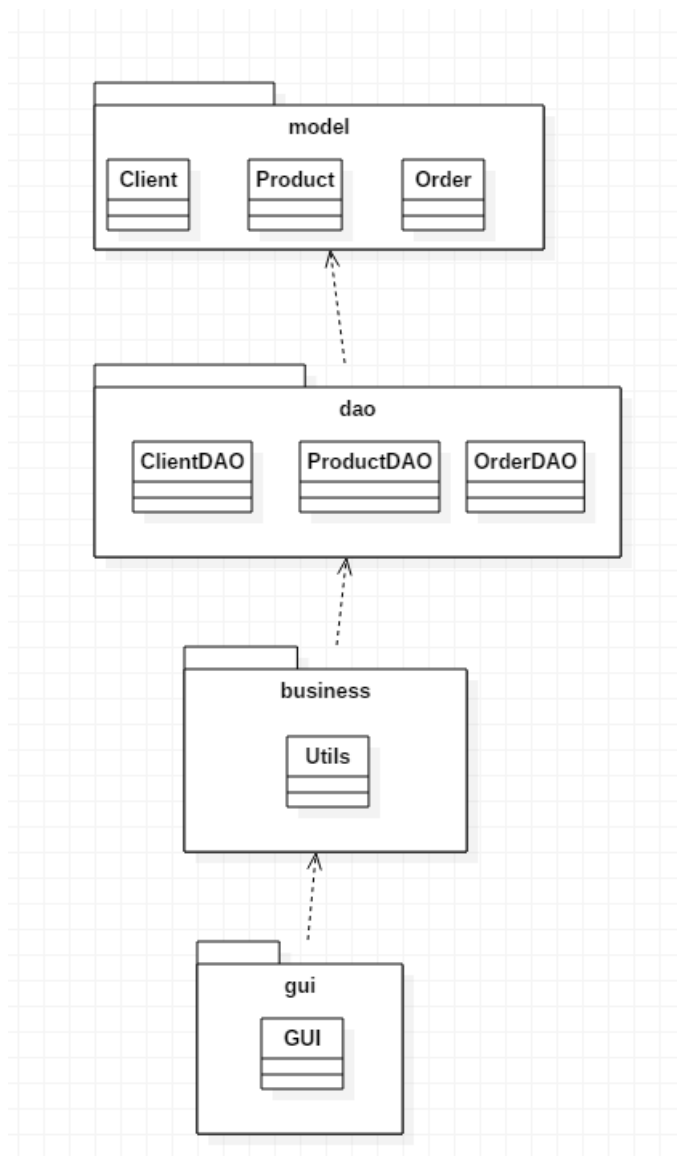 model
Client Product Order
dao
ClientDAO ProductDAO OrderDAO
business
Utils
gui
GUI